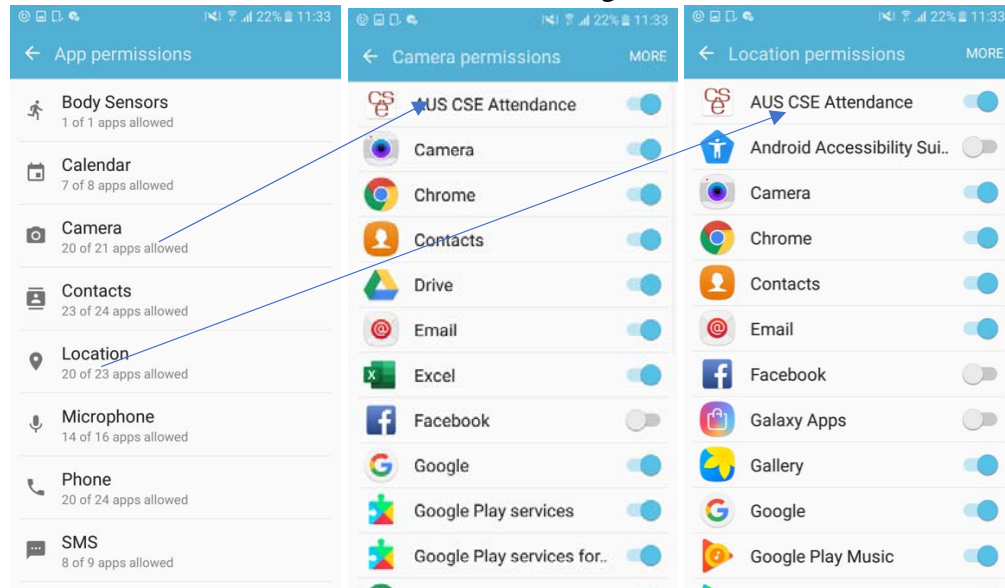 22% 11:33
App permissions
Body Sensors
1 of 1 apps allowed
Calendar
7 of 8 apps allowed
Camera
20 of 21 apps allowed
Contacts
23 of 24 apps allowed
Location
20 of 23 apps allowed
Microphone
14 of 16 apps allowed
Phone
20 of 24 apps allowed
SMS
8 of 9 apps allowed
22% 11:33
Camera permissions MORE
CSe AUS CSE Attendance
Camera
Chrome
Contacts
Drive
Email
Excel
Facebook
Google
Google Play services
Google Play services for..
22% 11:33
Location permissions MORE
CSe AUS CSE Attendance
Android Accessibility Sui..
Camera
Chrome
Contacts
Email
Facebook
Galaxy Apps
Gallery
Google
Google Play Music